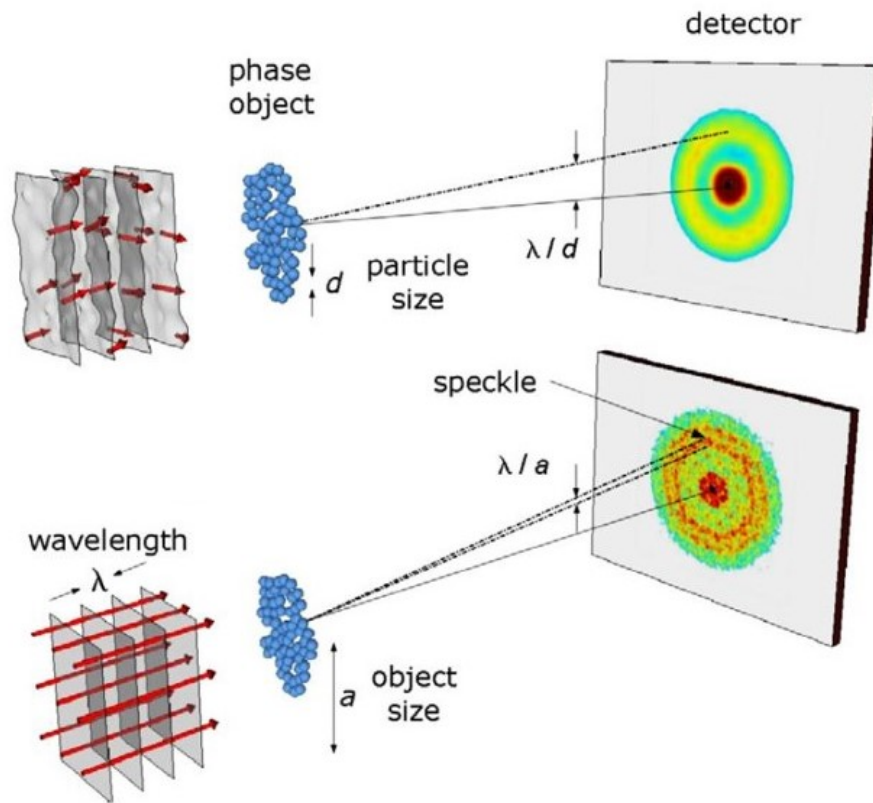 detector
phase
object
λ / d
d
particle
size
speckle
λ / a
wavelength
λ
a
object
size